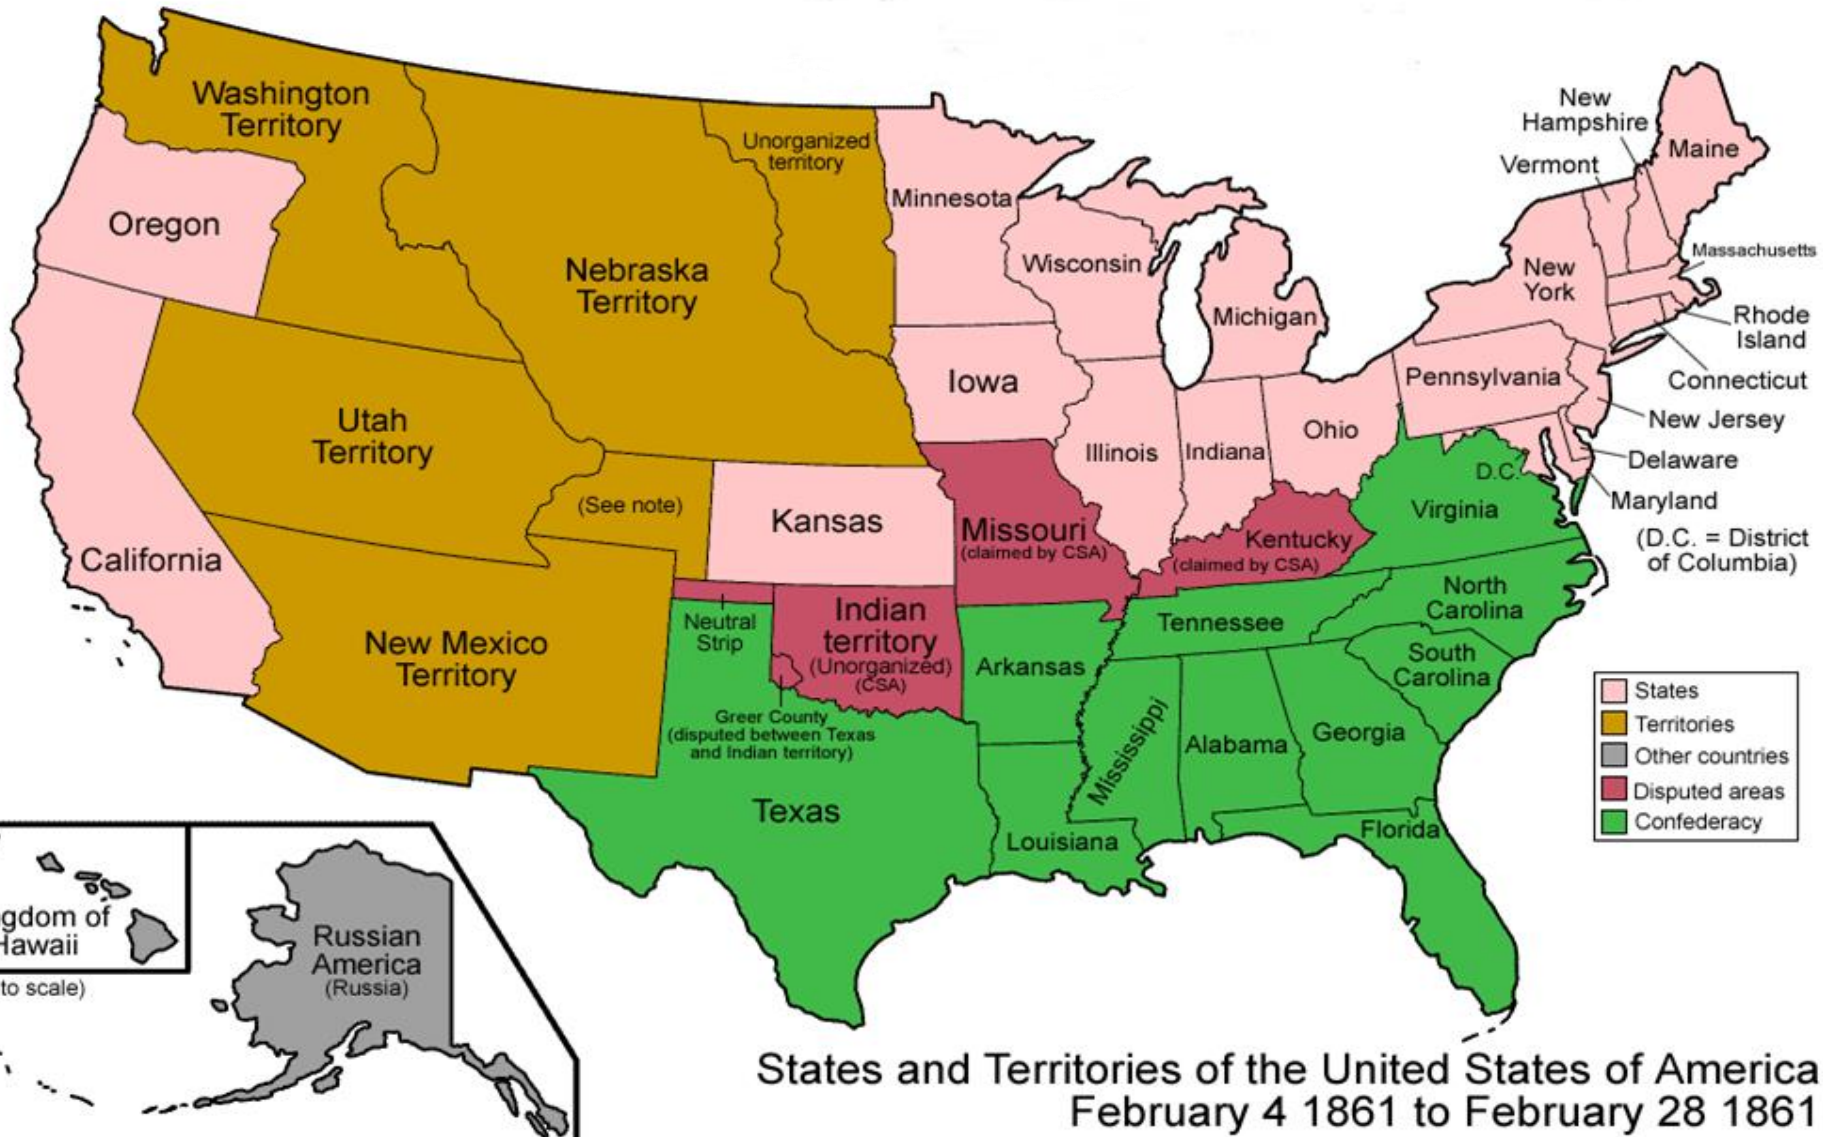 Washington
Territory
Oregon
California
Utah
Territory
New Mexico
Territory
Nebraska
Territory
Unorganized
territory
(See note)
Kansas
Minnesota
Iowa
Wisconsin
Michigan
Illinois
Indiana
Ohio
Missouri
(claimed by CSA)
Kentucky
(claimed by CSA)
New
Hampshire
Vermont
Maine
Massachusetts
New
York
Rhode
Island
Connecticut
Pennsylvania
New Jersey
Delaware
Maryland
D.C.
(D.C. = District
of Columbia)
Virginia
North
Carolina
Tennessee
South
Carolina
Neutral
Strip
Indian
territory
(Unorganized)
(CSA)
Arkansas
Greer County
(disputed between Texas
and Indian territory)
Texas
Louisiana
Mississippi
Alabama
Georgia
Florida
States
Territories
Other countries
Disputed areas
Confederacy
gdom of
Hawaii
to scale)
Russian
America
(Russia)
States and Territories of the United States of America
February 4 1861 to February 28 1861